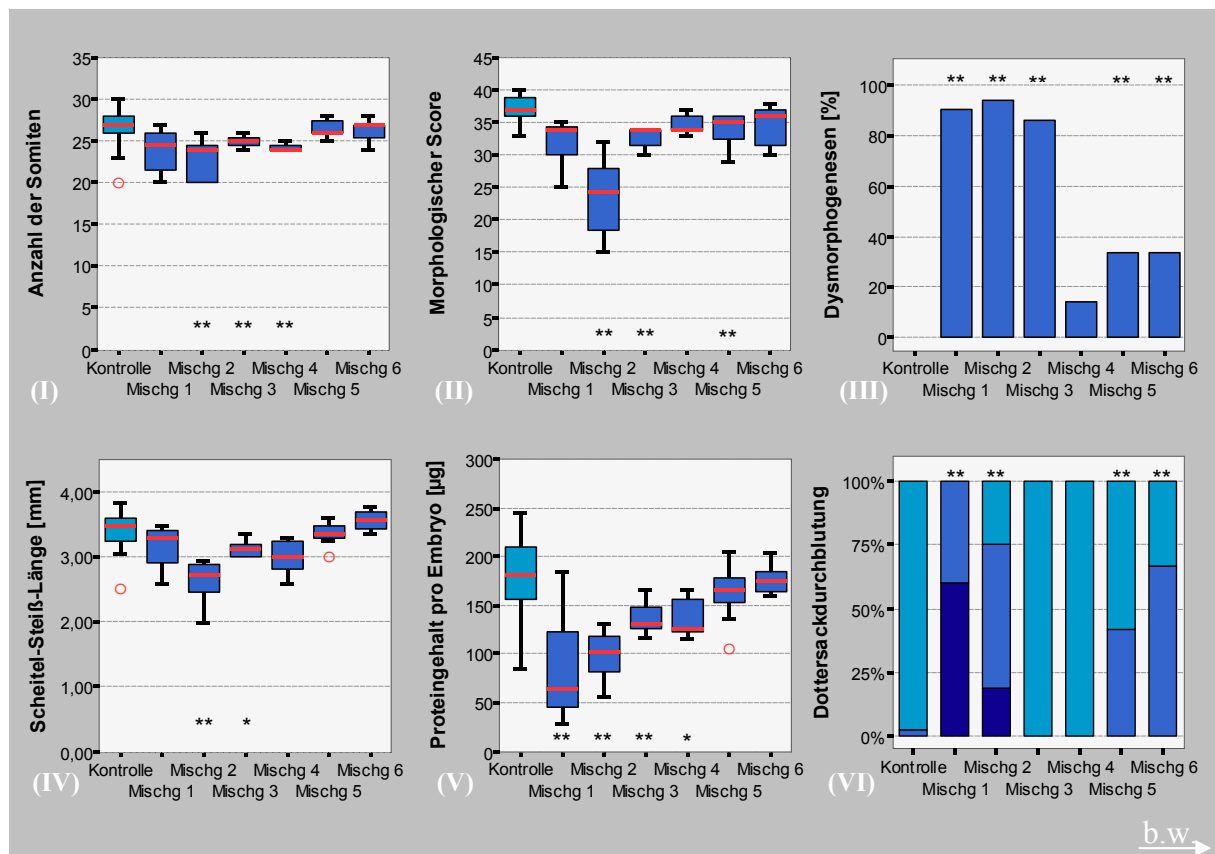 Anzahl der Somiten
35
30
25
20
15
10
5
0
** ** **
Kontrolle Mischg 2 Mischg 4 Mischg 6
Mischg 1 Mischg 3 Mischg 5
(I)
Morphologischer Score
45
40
35
30
25
20
15
10
5
0
** ** **
Kontrolle Mischg 2 Mischg 4 Mischg 6
Mischg 1 Mischg 3 Mischg 5
(II)
Dysmorphogenesen [%]
100
80
60
40
20
0
** ** ** ** **
Kontrolle Mischg 2 Mischg 4 Mischg 6
Mischg 1 Mischg 3 Mischg 5
(III)
Scheitel-Steiß-Länge [mm]
4,00
3,00
2,00
1,00
0,00
** *
Kontrolle Mischg 2 Mischg 4 Mischg 6
Mischg 1 Mischg 3 Mischg 5
(IV)
Proteingehalt pro Embryo [µg]
300
250
200
150
100
50
0
** ** ** *
Kontrolle Mischg 2 Mischg 4 Mischg 6
Mischg 1 Mischg 3 Mischg 5
(V)
Dottersackdurchblutung
100%
75%
50%
25%
0%
** ** ** **
Kontrolle Mischg 2 Mischg 4 Mischg 6
Mischg 1 Mischg 3 Mischg 5
(VI)
b.w.